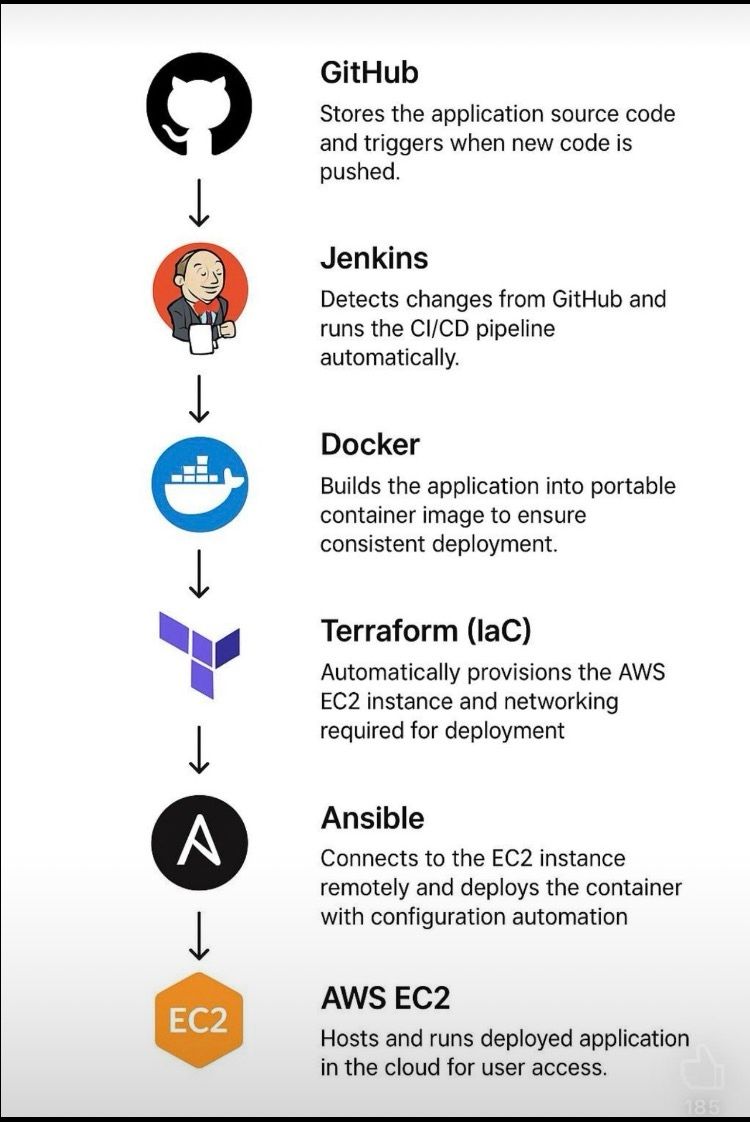 GitHub
Stores the application source code
and triggers when new code is
pushed.
Jenkins
Detects changes from GitHub and
runs the CI/CD pipeline
automatically.
Docker
Builds the application into portable
container image to ensure
consistent deployment.
Terraform (IaC)
Automatically provisions the AWS
EC2 instance and networking
required for deployment
Ansible
Connects to the EC2 instance
remotely and deploys the container
with configuration automation
EC2
AWS EC2
Hosts and runs deployed application
in the cloud for user access.
185